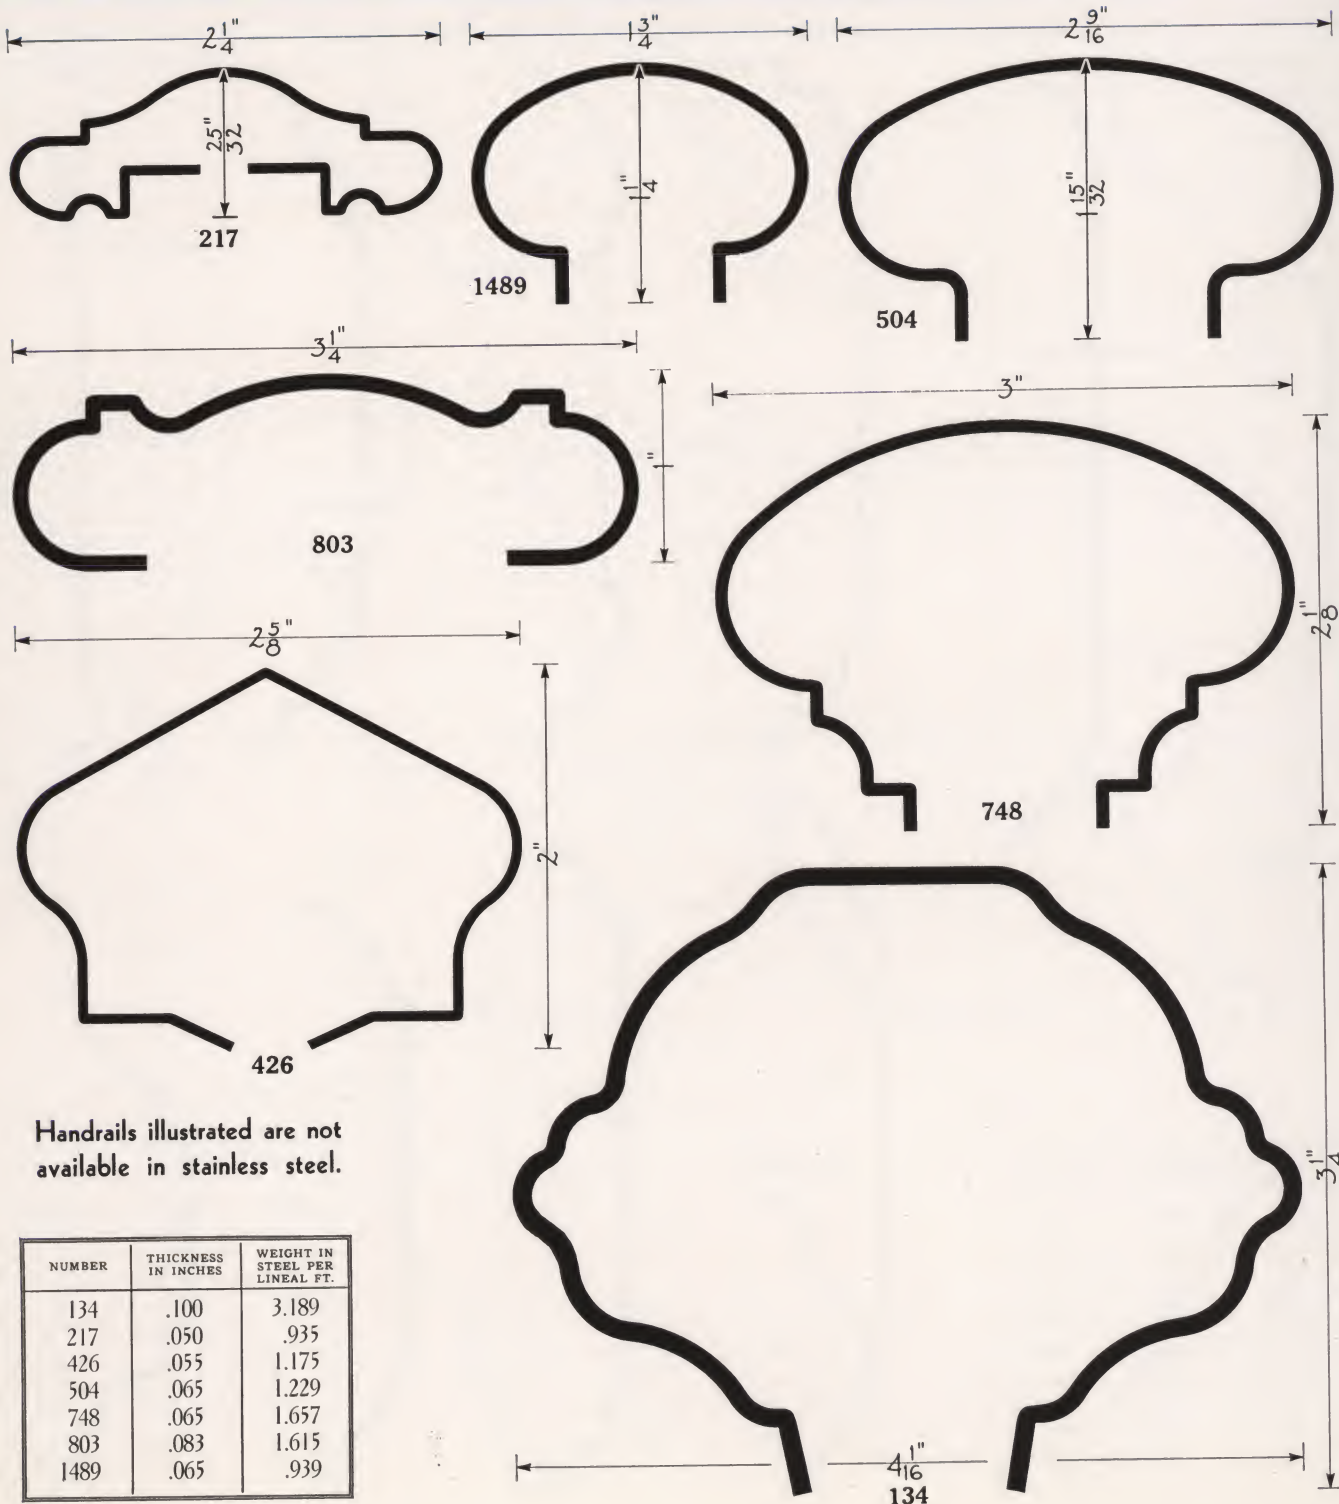 2 1/4"
1 3/4"
2 9/16"
25/32"
1 1/4"
1 15/32"
217
1489
504
3 1/4"
3"
1"
803
2 1/8"
2 5/8"
2"
748
426
Handrails illustrated are not
available in stainless steel.
3 1/4"
NUMBER THICKNESS IN INCHES WEIGHT IN STEEL PER LINEAL FT.
134 .100 3.189
217 .050 .935
426 .055 1.175
504 .065 1.229
748 .065 1.657
803 .083 1.615
1489 .065 .939
4 1/16"
134